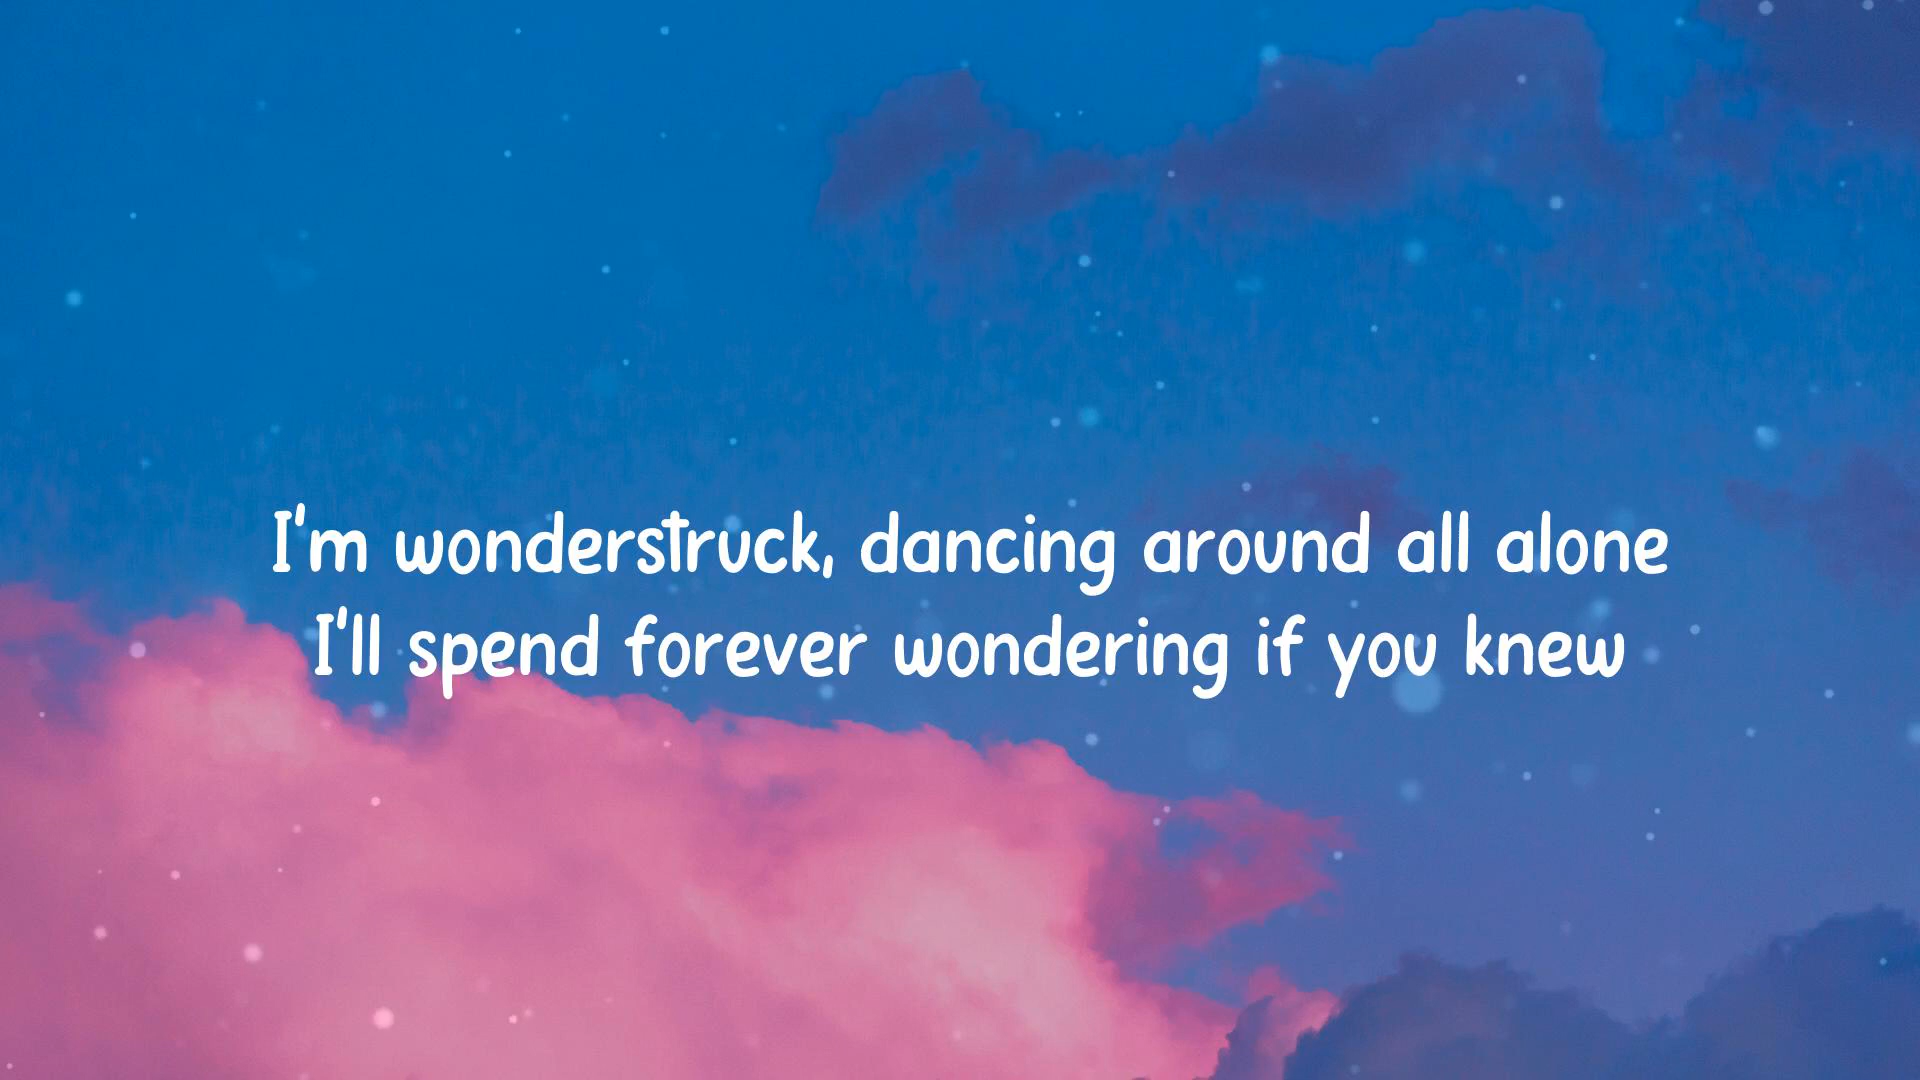 I'm wonderstruck, dancing around all alone
I'll spend forever wondering if you knew